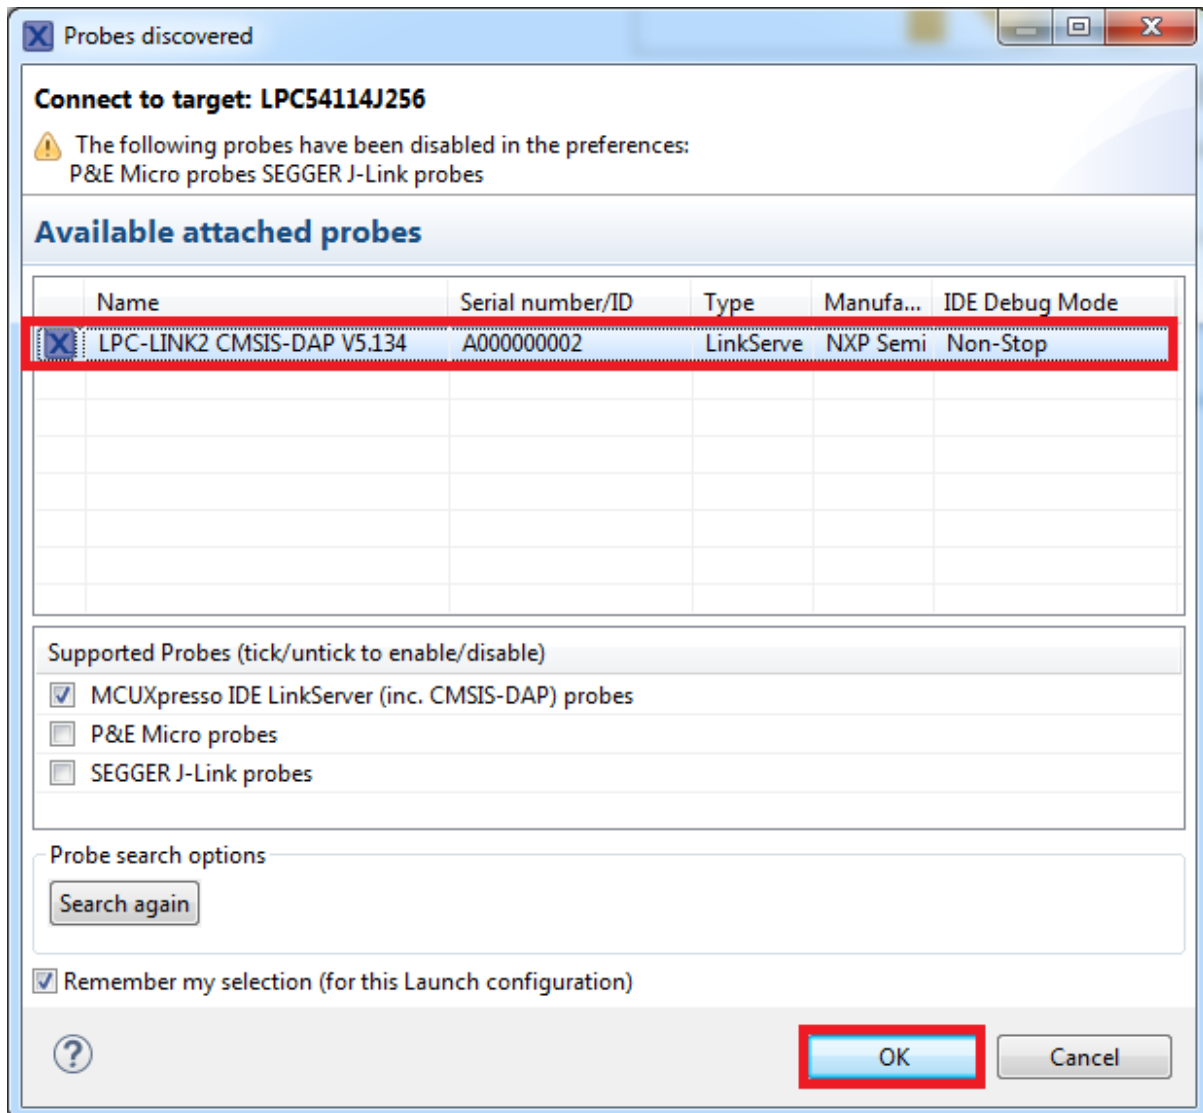 Probes discovered
Connect to target: LPC54114J256
The following probes have been disabled in the preferences:
P&E Micro probes SEGGER J-Link probes
Available attached probes
Name Serial number/ID Type Manufa... IDE Debug Mode
LPC-LINK2 CMSIS-DAP V5.134 A000000002 LinkServe NXP Semi Non-Stop
Supported Probes (tick/untick to enable/disable)
MCUXpresso IDE LinkServer (inc. CMSIS-DAP) probes
P&E Micro probes
SEGGER J-Link probes
Probe search options
Search again
Remember my selection (for this Launch configuration)
OK Cancel